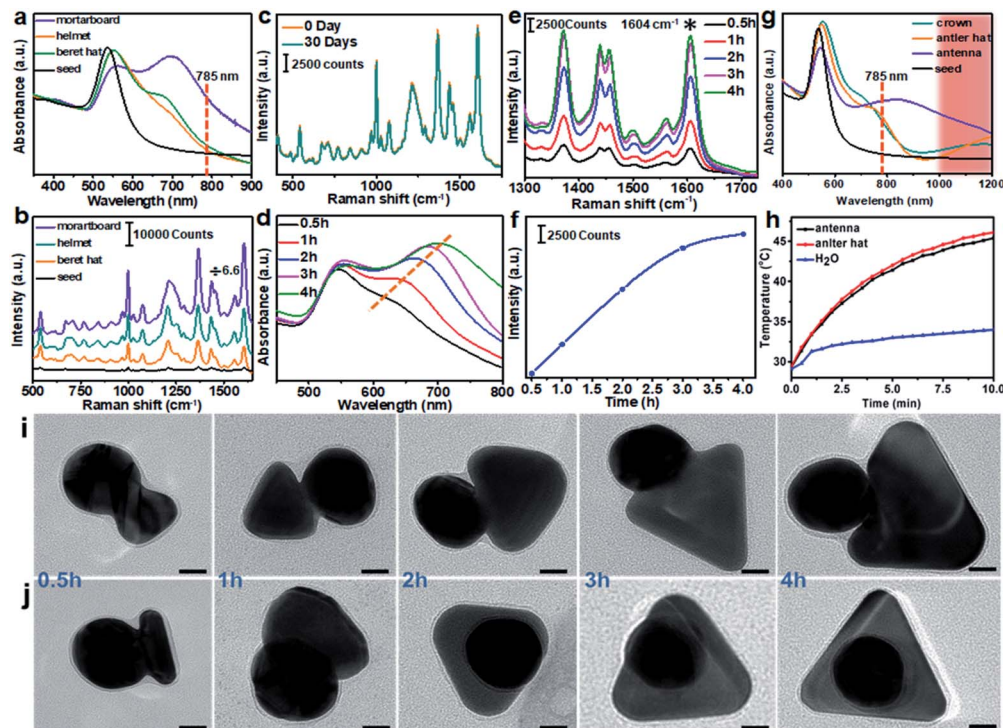 a
mortarboard
helmet
beret hat
seed
785 nm
Absorbance (a.u.)
400 500 600 700 800 900
Wavelength (nm)
b
morartboard
helmet
beret hat
seed
10000 Counts
÷6.6
Intensity (a.u.)
500 750 1000 1250 1500
Raman shift (cm-1)
c
0 Day
30 Days
2500 counts
Intensity (a.u.)
500 1000 1500
Raman shift (cm-1)
d
0.5h
1h
2h
3h
4h
Absorbance (a.u.)
500 600 700 800
Wavelength (nm)
e
2500Counts
1604 cm-1
*
0.5h
1h
2h
3h
4h
Intensity (a.u.)
1300 1400 1500 1600 1700
Raman shift (cm-1)
f
2500 Counts
Intensity (a.u.)
0.5 1.0 1.5 2.0 2.5 3.0 3.5 4.0
Time (h)
g
crown
antler hat
antenna
seed
785 nm
Absorbance (a.u.)
400 600 800 1000 1200
Wavelength (nm)
h
antenna
anlter hat
H2O
Temperature (°C)
45
40
35
30
0.0 2.5 5.0 7.5 10.0
Time (min)
i
0.5h
1h
2h
3h
4h
j